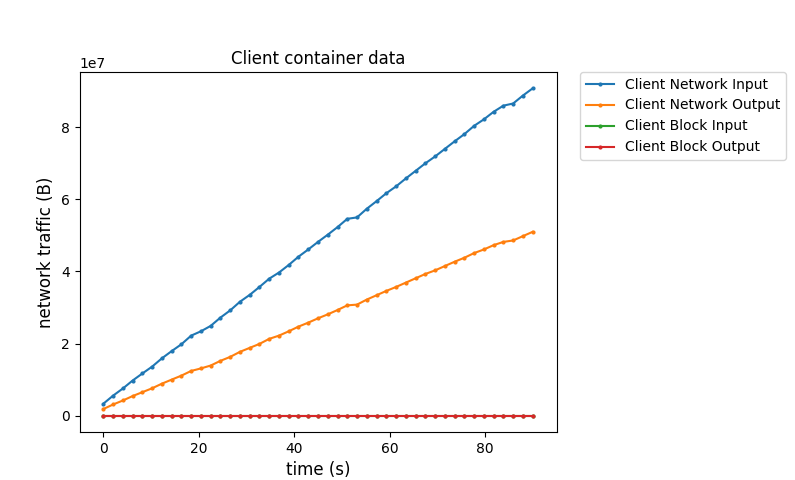 Client container data
1e7
Client Network Input
Client Network Output
Client Block Input
Client Block Output
8
6
4
2
0
network traffic (B)
0 20 40 60 80
time (s)